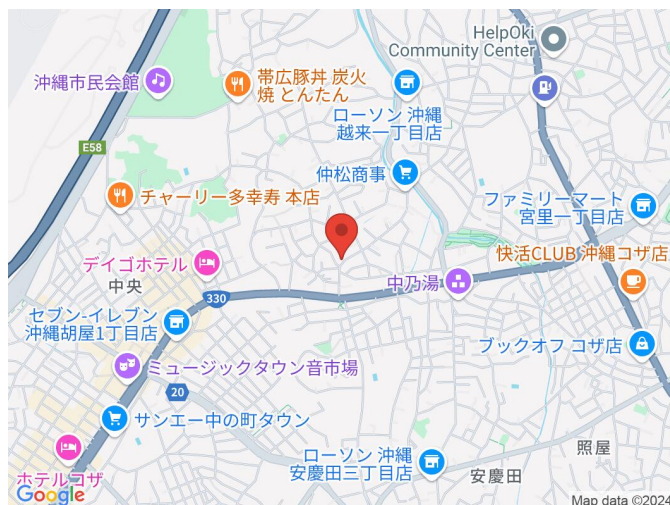 HelpOki
Community Center
沖縄市民会館
帯広豚丼 炭火
焼 とんたん
ローソン 沖縄
越来一丁目店
E58
仲松商事
チャーリー多幸寿 本店
ファミリーマート
宮里一丁目店
デイゴホテル
快活CLUB 沖縄コザ店
中央
中乃湯
330
セブン-イレブン
沖縄胡屋1丁目店
ブックオフ コザ店
ミュージックタウン音市場
20
サンエー中の町タウン
照屋
ホテルコザ
ローソン 沖縄
安慶田三丁目店
安慶田
Google
Map data ©2024